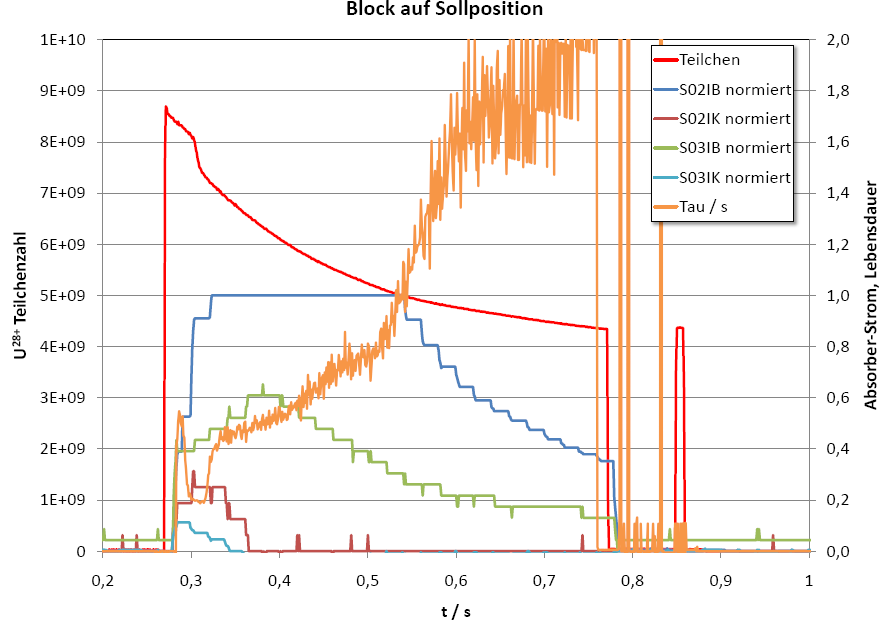 Block auf Sollposition
1E+10
9E+09
8E+09
7E+09
6E+09
5E+09
4E+09
3E+09
2E+09
1E+09
0
U28+ Teilchenzahl
2,0
1,8
1,6
1,4
1,2
1,0
0,8
0,6
0,4
0,2
0,0
Absorber-Strom, Lebensdauer
Teilchen
S02IB normiert
S02IK normiert
S03IB normiert
S03IK normiert
Tau / s
0,2 0,3 0,4 0,5 0,6 0,7 0,8 0,9 1
t / s